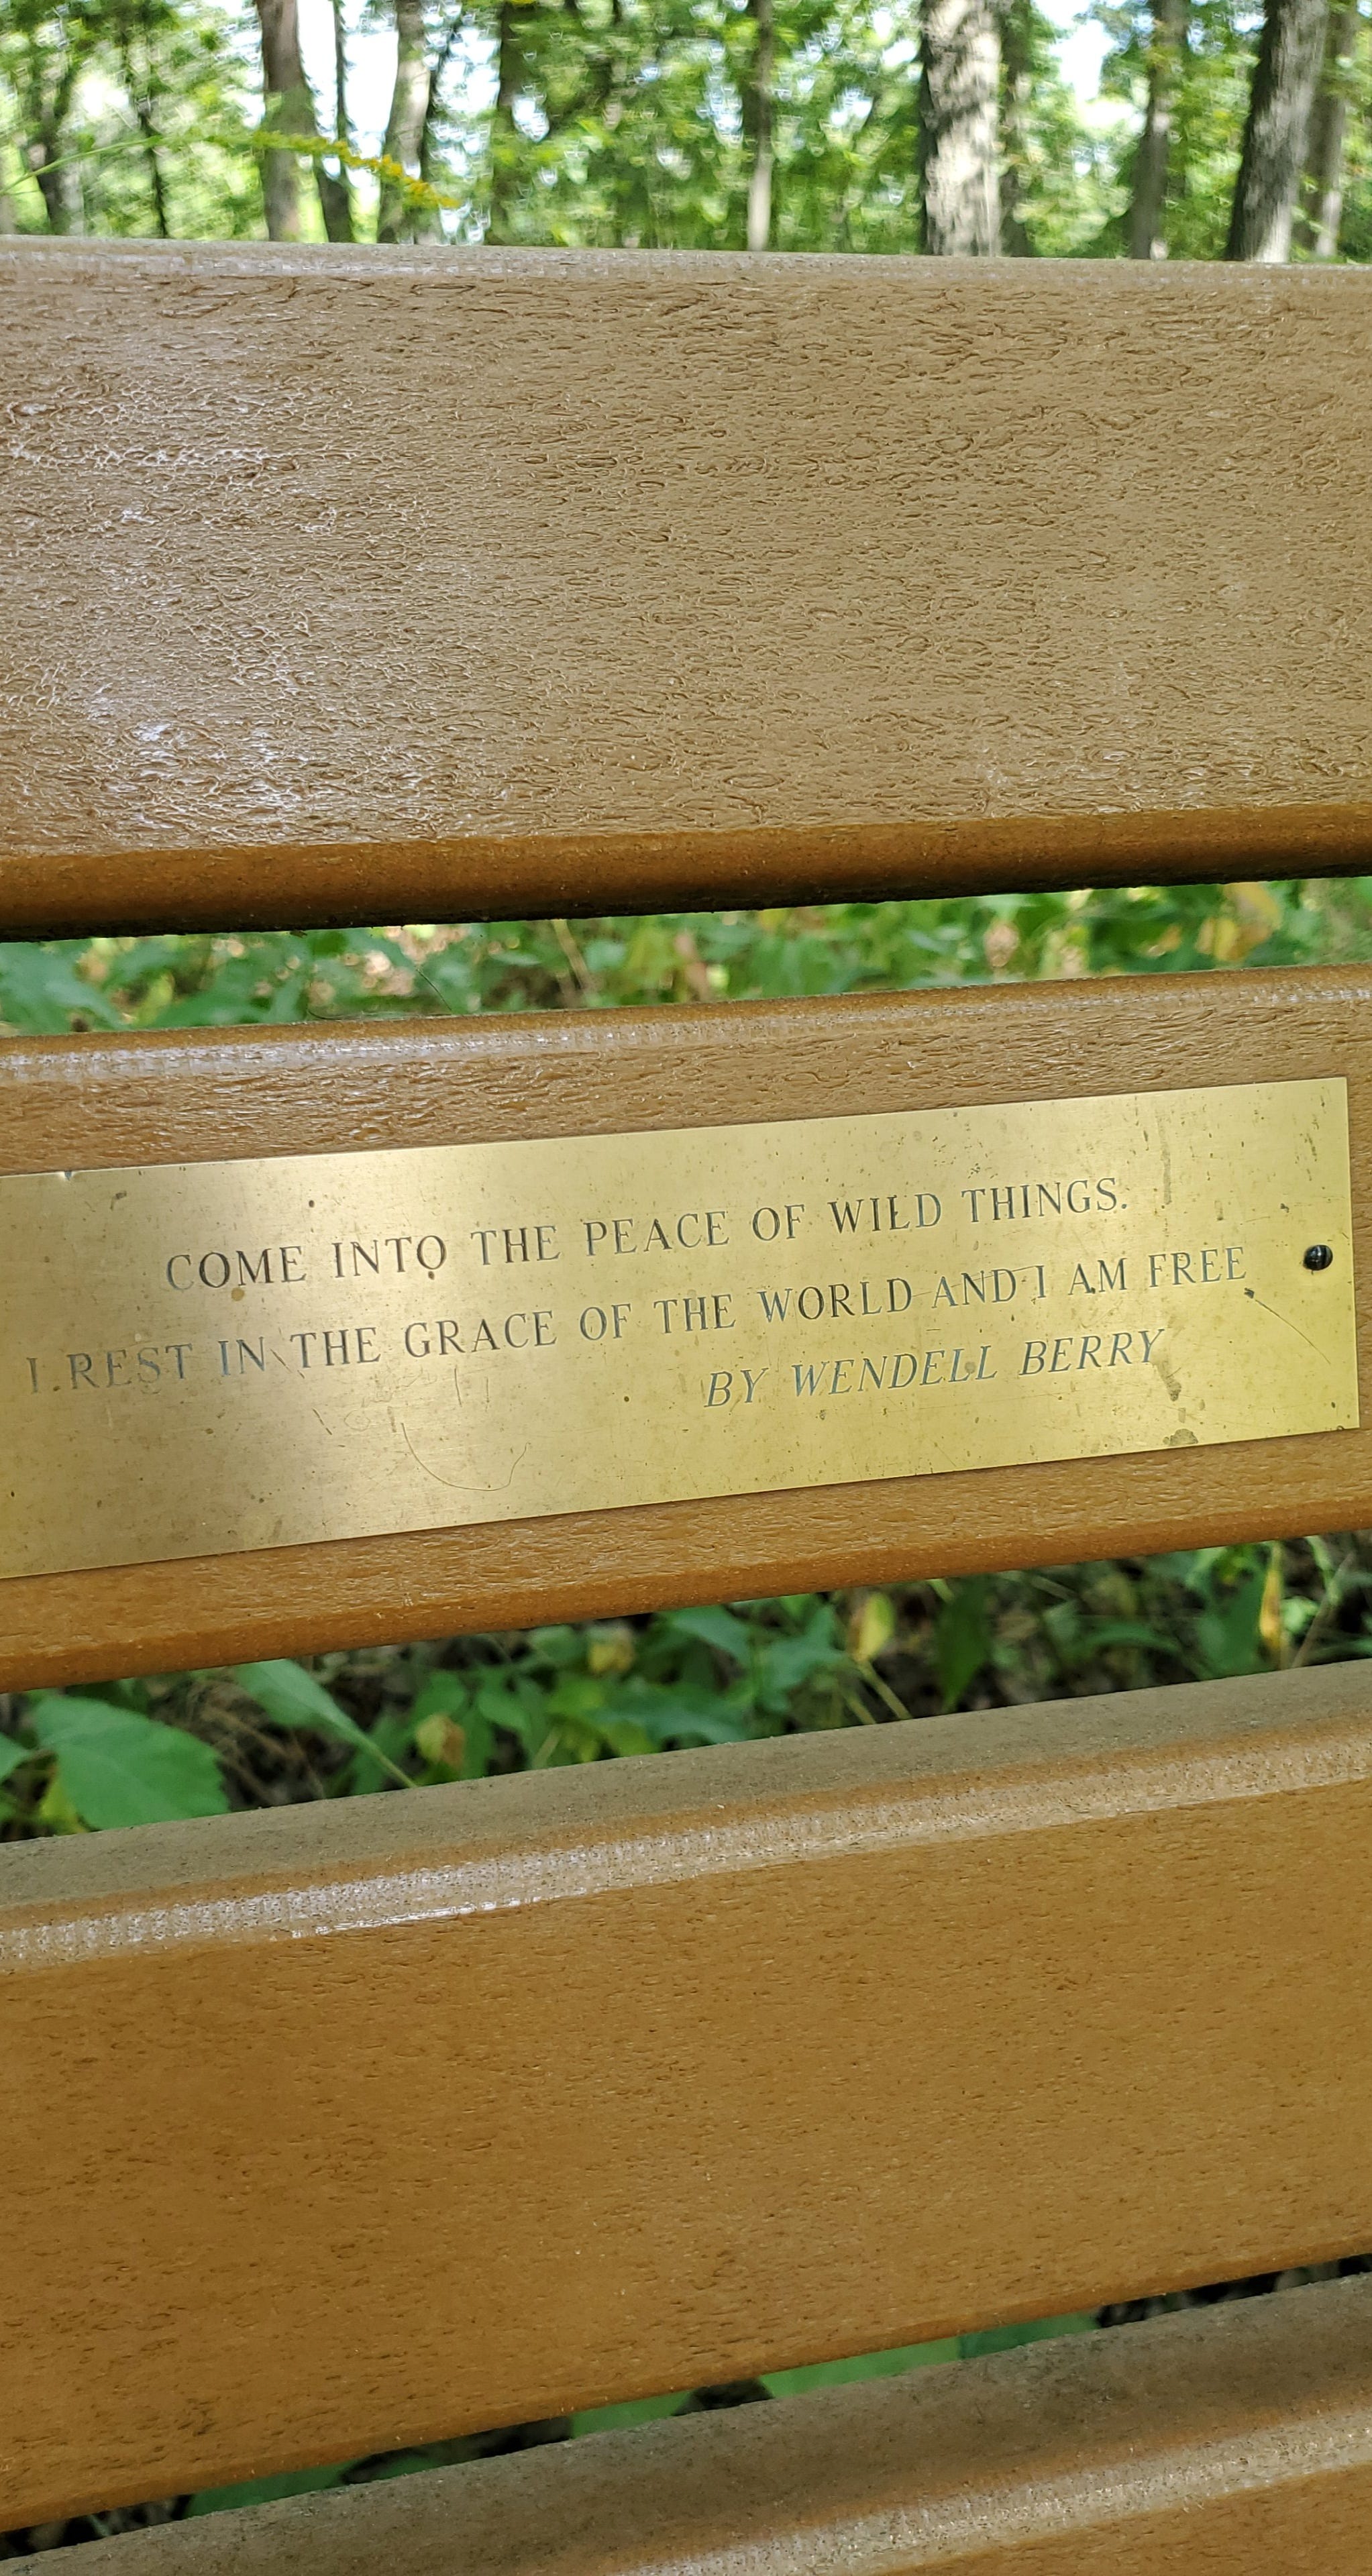 COME INTO THE PEACE OF WILD THINGS.
I REST IN THE GRACE OF THE WORLD AND I AM FREE
BY WENDELL BERRY